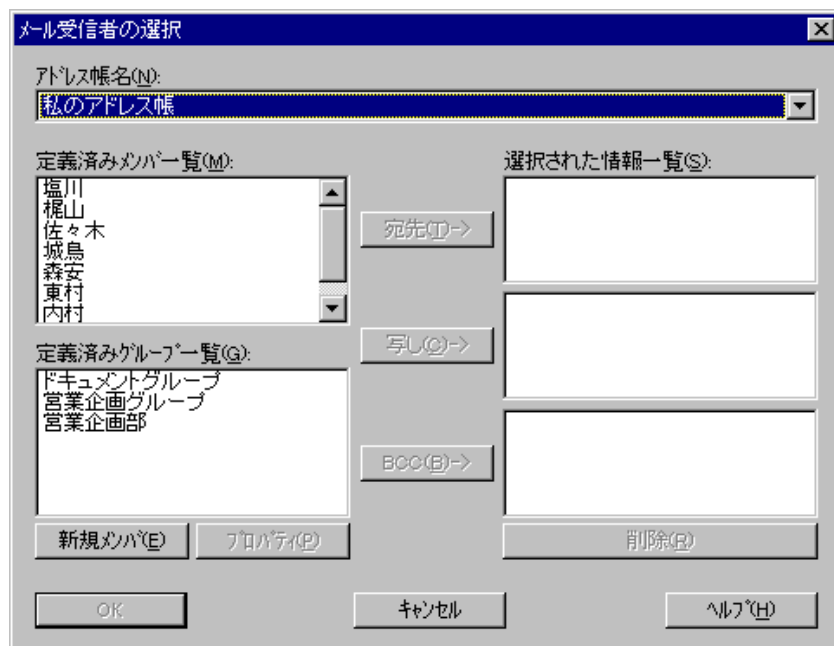 ﾒｰﾙ受信者の選択
ｱﾄﾞﾚｽ帳名(N):
私のアドレス帳
定義済みﾒﾝﾊﾞ一覧(M):
塩川
梶山
佐々木
城鳥
森安
東村
内村
定義済みｸﾞﾙｰﾌﾟ一覧(G):
ドキュメントグループ
営業企画グループ
営業企画部
新規ﾒﾝﾊﾞ(E)
ﾌﾟﾛﾊﾟﾃｨ(P)
宛先(T)->
写し(C)->
BCC(B)->
選択された情報一覧(S):
削除(R)
OK
ｷｬﾝｾﾙ
ﾍﾙﾌﾟ(H)